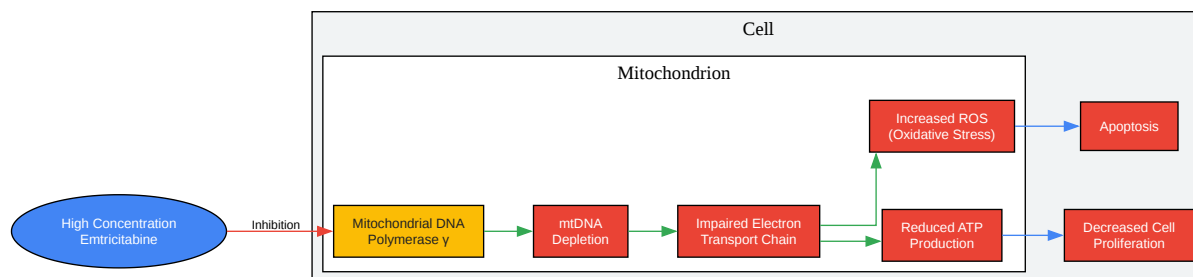 Cell
Mitochondrion
Increased ROS
(Oxidative Stress)
Apoptosis
High Concentration
Emtricitabine
Inhibition
Mitochondrial DNA
Polymerase γ
mtDNA
Depletion
Impaired Electron
Transport Chain
Reduced ATP
Production
Decreased Cell
Proliferation